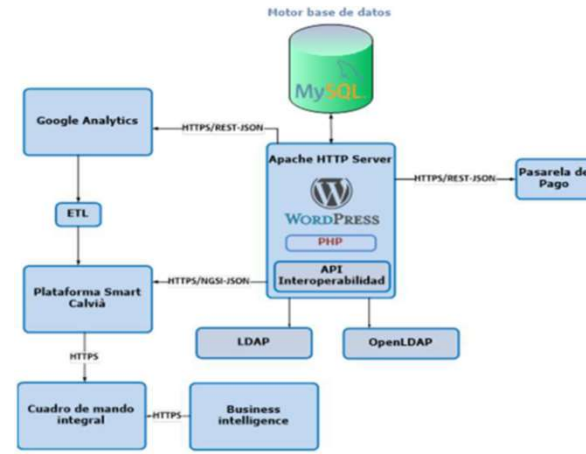 Motor base de datos
MySQL
Google Analytics
HTTPS/REST-JSON
Apache HTTP Server
HTTPS/REST-JSON
Pasarela de
Pago
WORDPRESS
ETL
PHP
API
Interoperabilidad
HTTPS/NGSI-JSON
Plataforma Smart
Calvià
LDAP
OpenLDAP
HTTPS
Cuadro de mando
integral
HTTPS
Business
intelligence